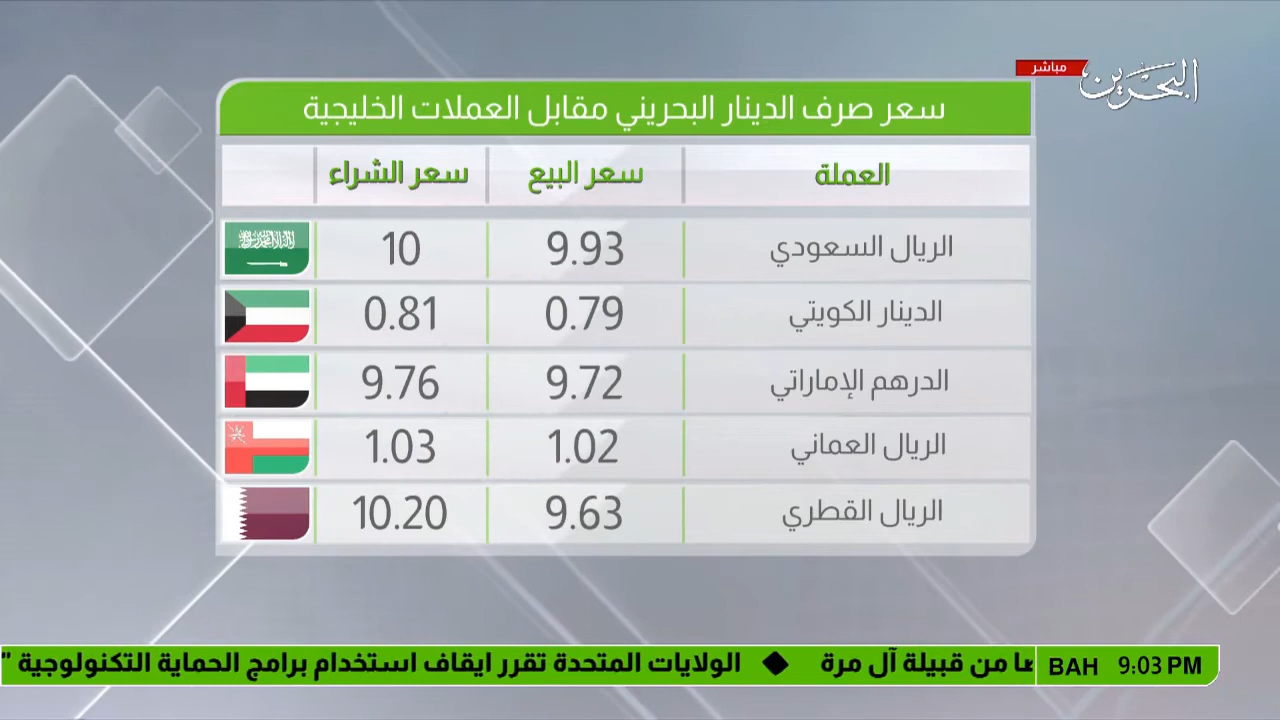 البحرين
مباشر
سعر صرف الدينار البحريني مقابل العملات الخليجية
العملة سعر البيع سعر الشراء
الريال السعودي 9.93 10
الدينار الكويتي 0.79 0.81
الدرهم الإماراتي 9.72 9.76
الريال العماني 1.02 1.03
الريال القطري 9.63 10.20
BAH 9:03 PM
من قبيلة آل مرة ◆ الولايات المتحدة تقرر ايقاف استخدام برامج الحماية التكنولوجية "